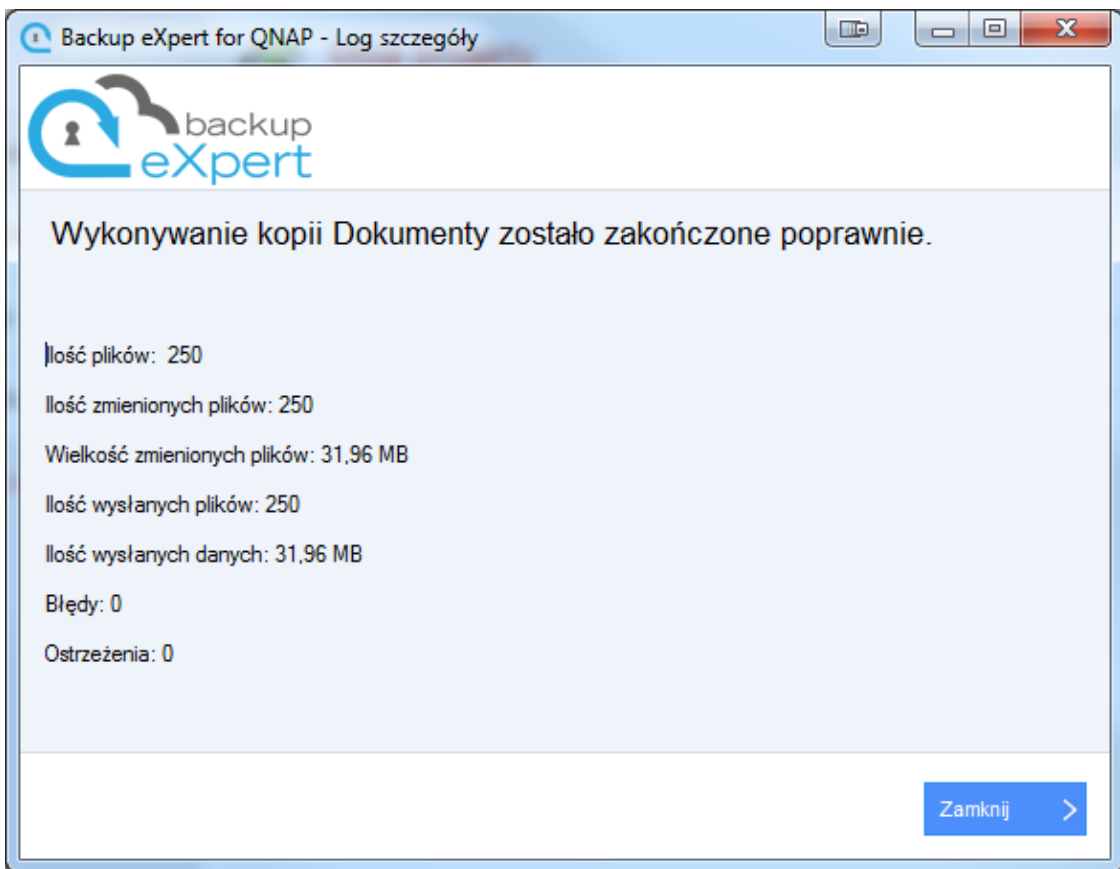 Backup eXpert for QNAP - Log szczegóły
backup
eXpert
Wykonywanie kopii Dokumenty zostało zakończone poprawnie.
Ilość plików:  250
Ilość zmienionych plików: 250
Wielkość zmienionych plików: 31,96 MB
Ilość wysłanych plików: 250
Ilość wysłanych danych: 31,96 MB
Błędy: 0
Ostrzeżenia: 0
Zamknij